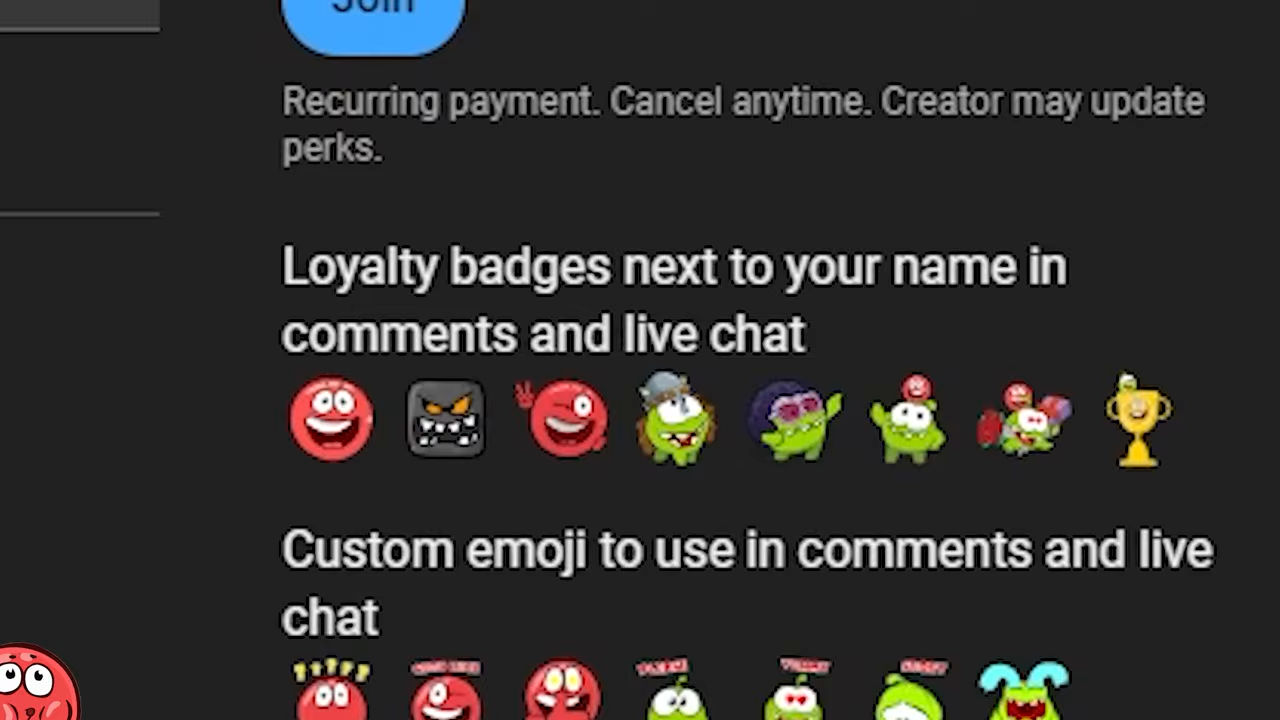 Join
Recurring payment. Cancel anytime. Creator may update
perks.
Loyalty badges next to your name in
comments and live chat
Custom emoji to use in comments and live
chat